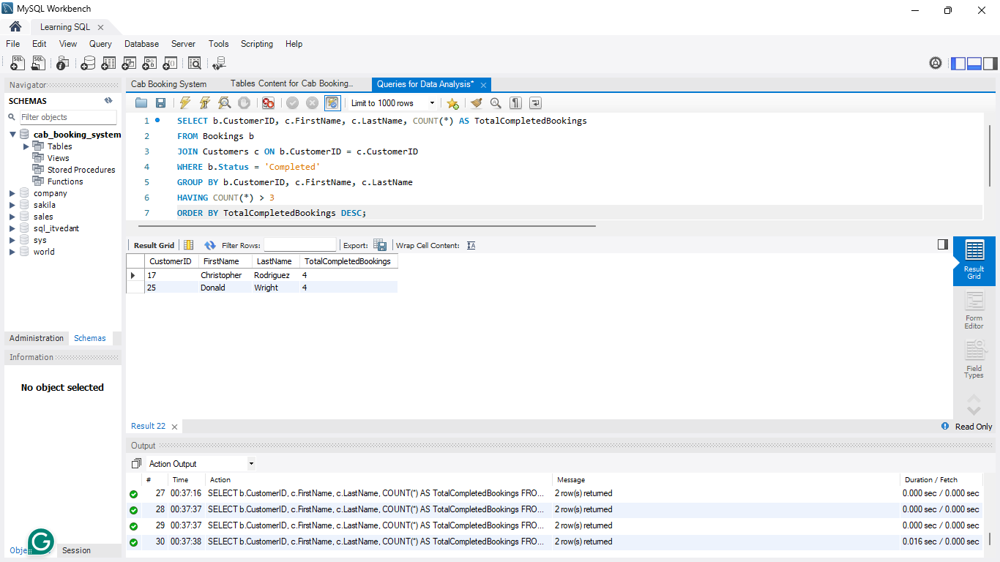 MySQL Workbench
Learning SQL
File Edit View Query Database Server Tools Scripting Help
Navigator
SCHEMAS
Filter objects
cab_booking_system
Tables
Views
Stored Procedures
Functions
company
sakila
sales
sql_itvedant
sys
world
Administration Schemas
Information
No object selected
Session
Cab Booking System Tables Content for Cab Booking... Queries for Data Analysis*
Limit to 1000 rows
1 SELECT b.CustomerID, c.FirstName, c.LastName, COUNT(*) AS TotalCompletedBookings
2 FROM Bookings b
3 JOIN Customers c ON b.CustomerID = c.CustomerID
4 WHERE b.Status = 'Completed'
5 GROUP BY b.CustomerID, c.FirstName, c.LastName
6 HAVING COUNT(*) > 3
7 ORDER BY TotalCompletedBookings DESC;
Result Grid Filter Rows: Export: Wrap Cell Content:
CustomerID FirstName LastName TotalCompletedBookings
17 Christopher Rodriguez 4
25 Donald Wright 4
Result
Grid
Form
Editor
Field
Types
Result 22
Read Only
Output
Action Output
# Time Action Message Duration / Fetch
27 00:37:16 SELECT b.CustomerID, c.FirstName, c.LastName, COUNT(*) AS TotalCompletedBookings FRO... 2 row(s) returned 0.000 sec / 0.000 sec
28 00:37:37 SELECT b.CustomerID, c.FirstName, c.LastName, COUNT(*) AS TotalCompletedBookings FRO... 2 row(s) returned 0.000 sec / 0.000 sec
29 00:37:37 SELECT b.CustomerID, c.FirstName, c.LastName, COUNT(*) AS TotalCompletedBookings FRO... 2 row(s) returned 0.000 sec / 0.000 sec
30 00:37:38 SELECT b.CustomerID, c.FirstName, c.LastName, COUNT(*) AS TotalCompletedBookings FRO... 2 row(s) returned 0.016 sec / 0.000 sec